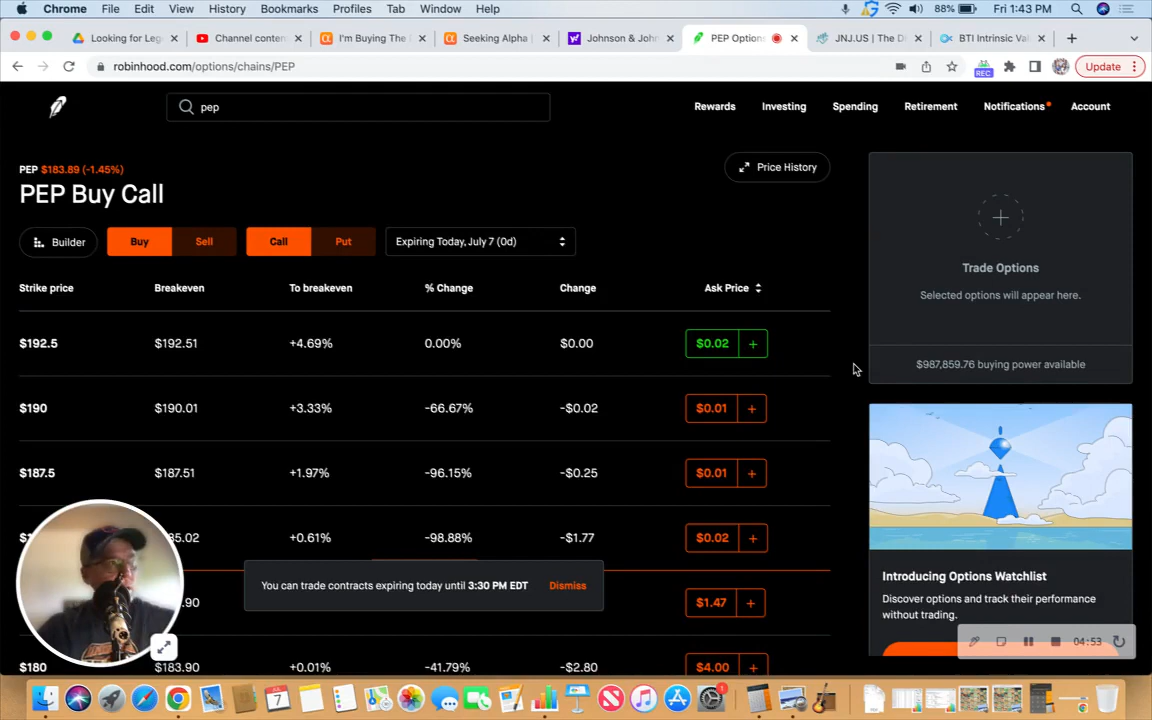 Chrome File Edit View History Bookmarks Profiles Tab Window Help 88% Fri 1:43 PM
Looking for Leg Channel conten I'm Buying The Seeking Alpha Johnson & John PEP Option JNJ.US | The D BTI Intrinsic Val
robinhood.com/options/chains/PEP REC Update
pep Rewards Investing Spending Retirement Notifications Account
PEP $183.89 (-1.45%)
PEP Buy Call
Price History
Builder Buy Sell Call Put Expiring Today, July 7 (0d)
Strike price Breakeven To breakeven % Change Change Ask Price
$192.5 $192.51 +4.69% 0.00% $0.00 $0.02 +
$190 $190.01 +3.33% -66.67% -$0.02 $0.01 +
$187.5 $187.51 +1.97% -96.15% -$0.25 $0.01 +
85.02 +0.61% -98.88% -$1.77 $0.02 +
.90 $1.47 +
$180 $183.90 +0.01% -41.79% -$2.80 $4.00 +
You can trade contracts expiring today until 3:30 PM EDT Dismiss
Trade Options
Selected options will appear here.
$987,859.76 buying power available
Introducing Options Watchlist
Discover options and track their performance
without trading.
04:53
7
1